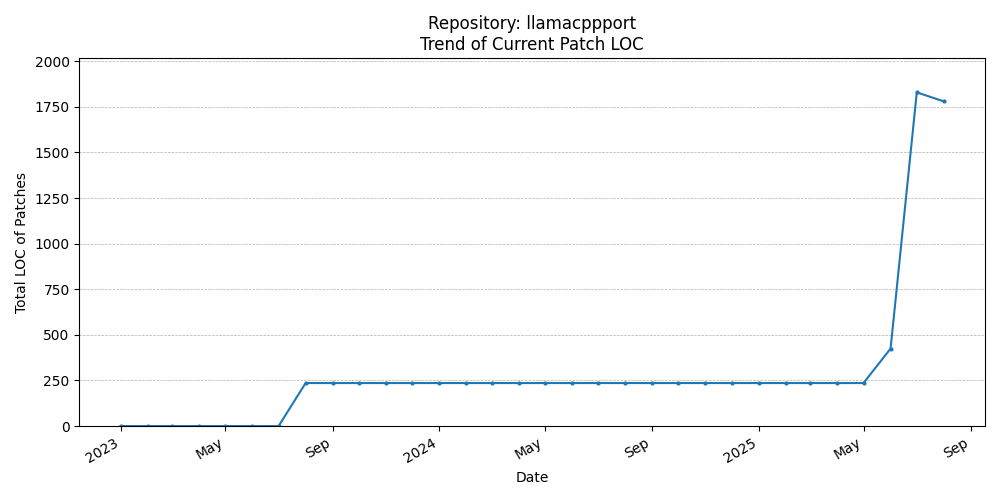 Repository: llamacppport
Trend of Current Patch LOC
2000
1750
1500
1250
1000
750
500
250
0
Total LOC of Patches
2023
May
Sep
2024
May
Sep
2025
May
Sep
Date